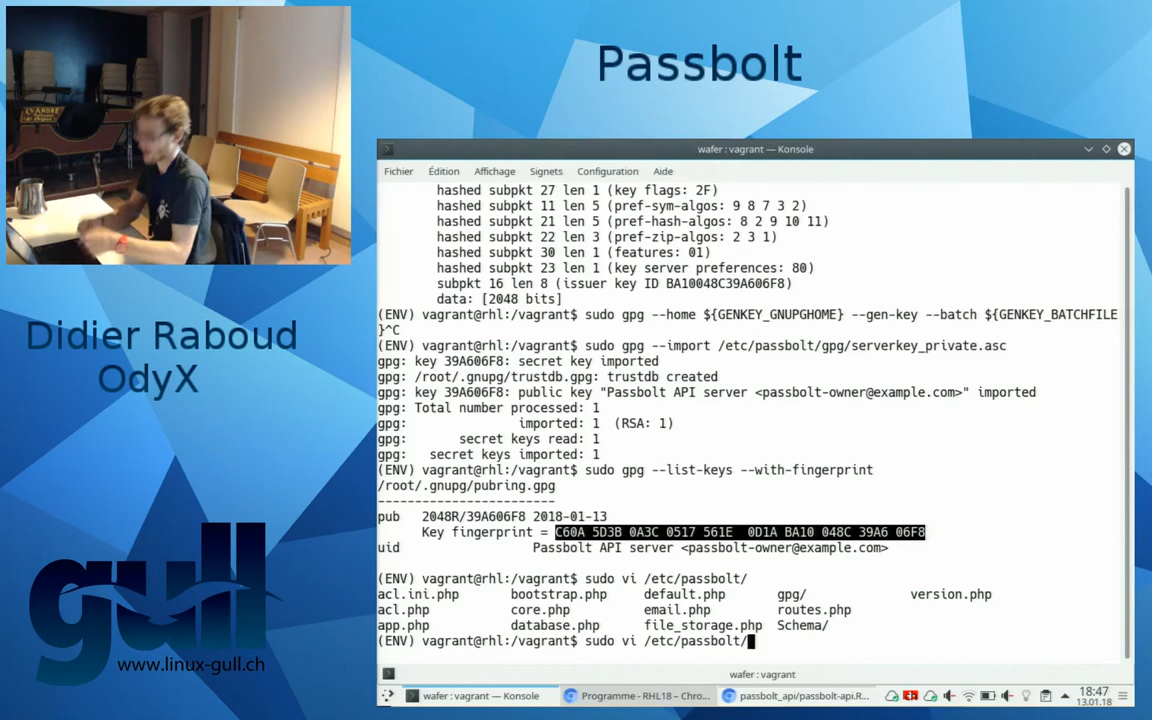 Passbolt
Ch ANDRÉ
wafer : vagrant — Konsole
Fichier Édition Affichage Signets Configuration Aide
hashed subpkt 27 len 1 (key flags: 2F)
hashed subpkt 11 len 5 (pref-sym-algos: 9 8 7 3 2)
hashed subpkt 21 len 5 (pref-hash-algos: 8 2 9 10 11)
hashed subpkt 22 len 3 (pref-zip-algos: 2 3 1)
hashed subpkt 30 len 1 (features: 01)
hashed subpkt 23 len 1 (key server preferences: 80)
subpkt 16 len 8 (issuer key ID BA10048C39A606F8)
data: [2048 bits]
(ENV) vagrant@rhl:/vagrant$ sudo gpg --home ${GENKEY_GNUPGHOME} --gen-key --batch ${GENKEY_BATCHFILE
}^C
(ENV) vagrant@rhl:/vagrant$ sudo gpg --import /etc/passbolt/gpg/serverkey_private.asc
gpg: key 39A606F8: secret key imported
gpg: /root/.gnupg/trustdb.gpg: trustdb created
gpg: key 39A606F8: public key "Passbolt API server <passbolt-owner@example.com>" imported
gpg: Total number processed: 1
gpg: imported: 1 (RSA: 1)
gpg: secret keys read: 1
gpg: secret keys imported: 1
(ENV) vagrant@rhl:/vagrant$ sudo gpg --list-keys --with-fingerprint
/root/.gnupg/pubring.gpg
------------------------
pub 2048R/39A606F8 2018-01-13
Key fingerprint = C60A 5D3B 0A3C 0517 561E 0D1A BA10 048C 39A6 06F8
uid Passbolt API server <passbolt-owner@example.com>
(ENV) vagrant@rhl:/vagrant$ sudo vi /etc/passbolt/
acl.ini.php bootstrap.php default.php gpg/ version.php
acl.php core.php email.php routes.php
app.php database.php file_storage.php Schema/
(ENV) vagrant@rhl:/vagrant$ sudo vi /etc/passbolt/
wafer : vagrant
wafer : vagrant — Konsole
Programme - RHL18 – Chro...
passbolt_api/passbolt-api.R...
18:47
13.01.18
Didier Raboud
OdyX
gull
www.linux-gull.ch